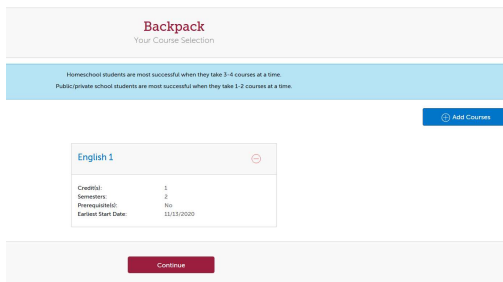 Backpack
Your Course Selection
Homeschool students are most successful when they take 3-4 courses at a time.
Public/private school students are most successful when they take 1-2 courses at a time.
Add Courses
English 1
Credit(s): 1
Semesters: 2
Prerequisite(s): No
Earliest Start Date: 11/13/2020
Continue